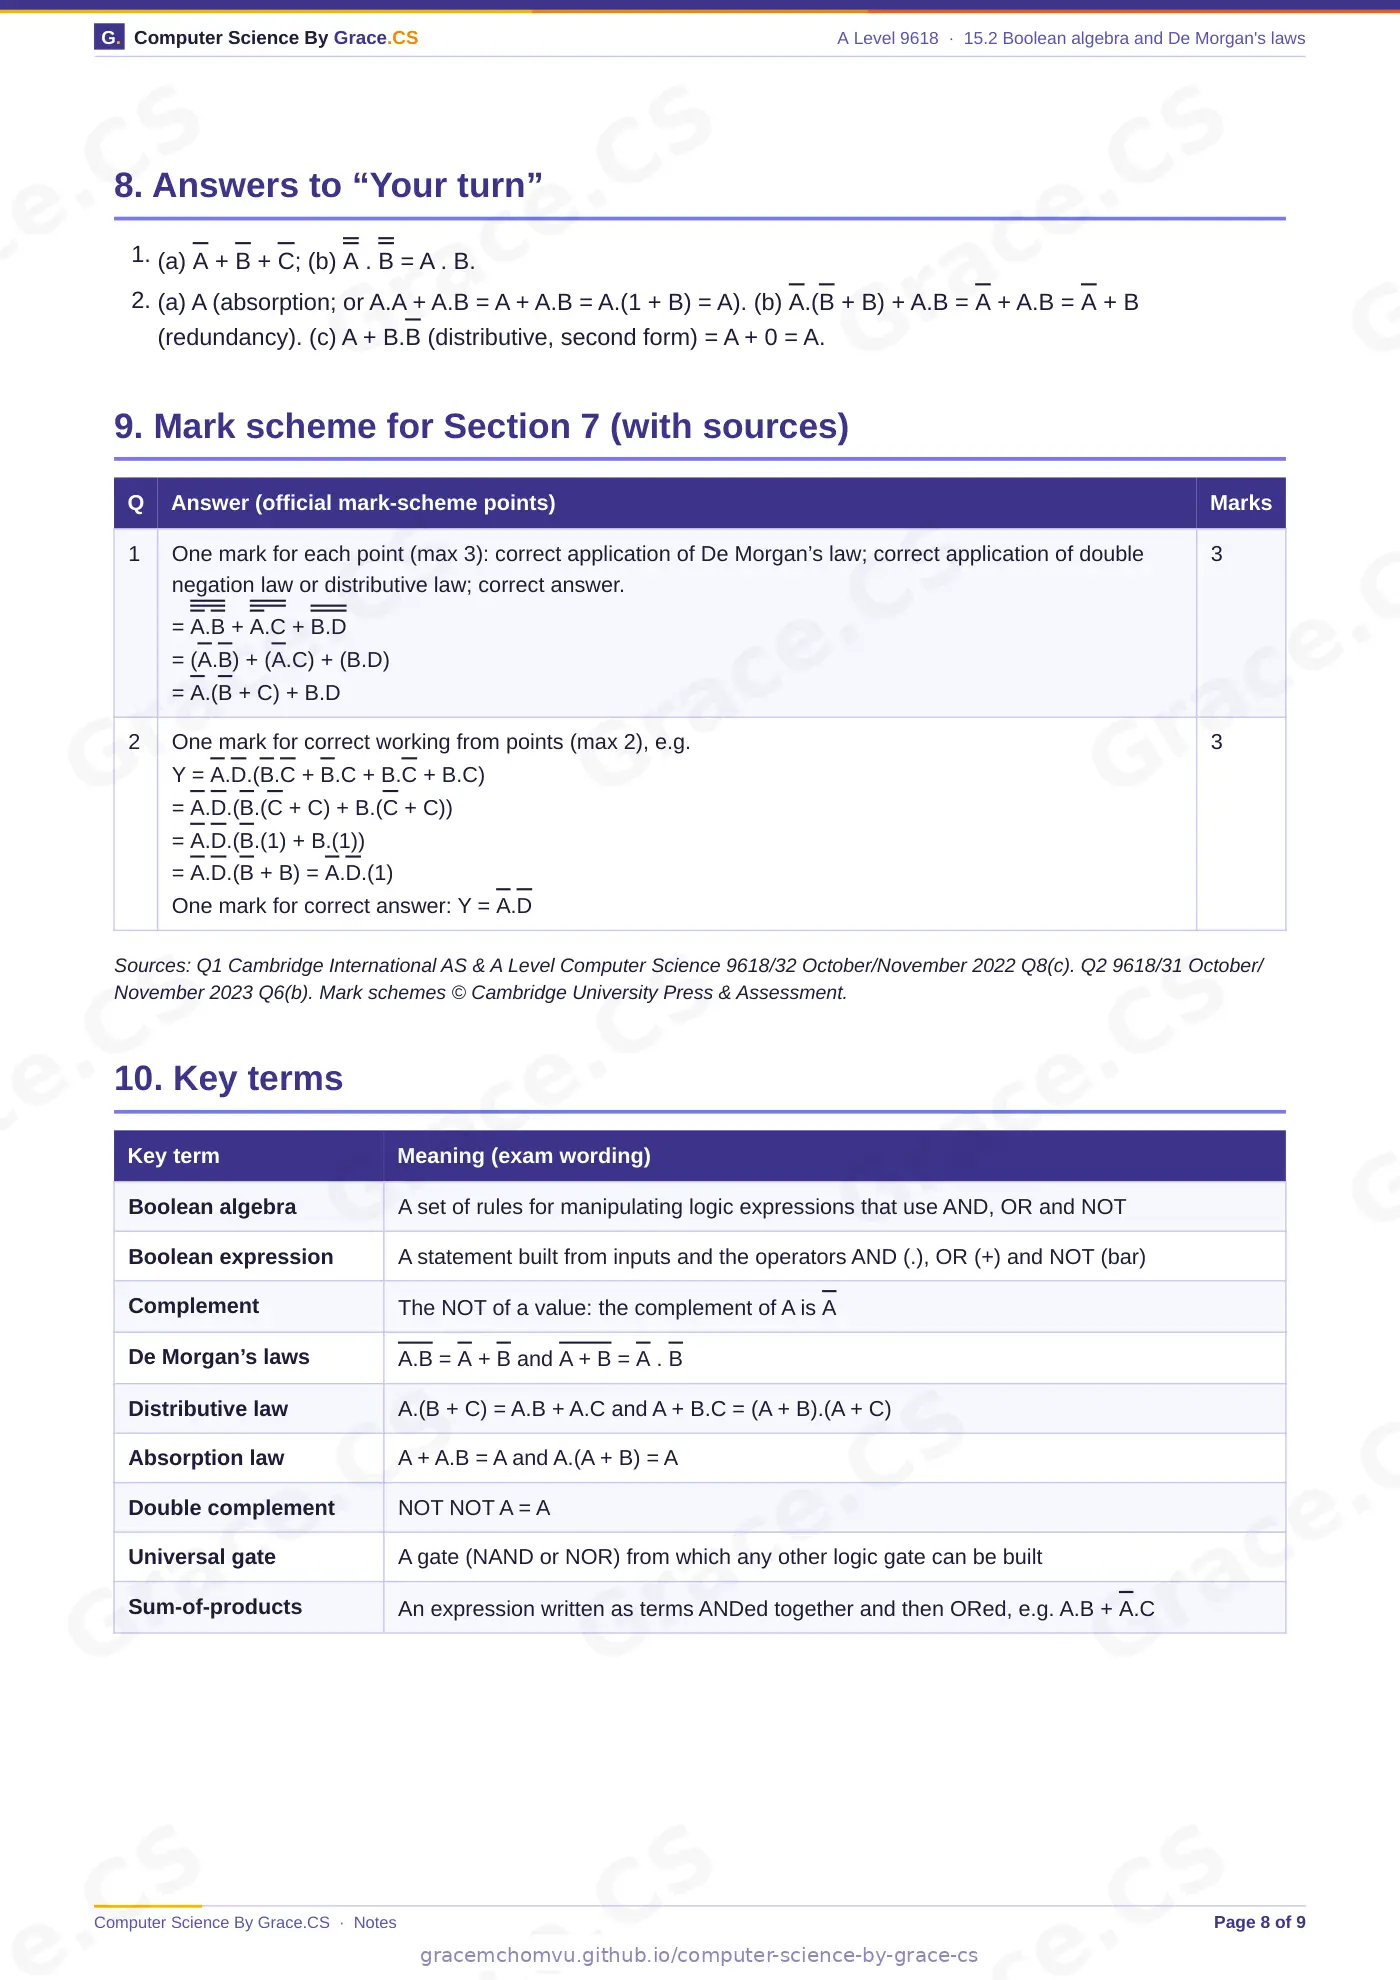 G. Computer Science By Grace.CS
A Level 9618 · 15.2 Boolean algebra and De Morgan's laws
8. Answers to “Your turn”
1. (a) A̅ + B̅ + C̅; (b) A̿ . B̿ = A . B.
2. (a) A (absorption; or A.A + A.B = A + A.B = A.(1 + B) = A). (b) A̅.(B̅ + B) + A.B = A̅ + A.B = A̅ + B
(redundancy). (c) A + B.B̅ (distributive, second form) = A + 0 = A.
9. Mark scheme for Section 7 (with sources)
Q Answer (official mark-scheme points) Marks
1 One mark for each point (max 3): correct application of De Morgan’s law; correct application of double 3
negation law or distributive law; correct answer.
= A̿̅.̿B̿̅ + A̿̅.̿C̿ + B̿.̿D̿
= (A̅.B̅) + (A̅.C) + (B.D)
= A̅.(B̅ + C) + B.D
2 One mark for correct working from points (max 2), e.g. 3
Y = A̅.D̅.(B̅.C̅ + B̅.C + B.C̅ + B.C)
= A̅.D̅.(B̅.(C̅ + C) + B.(C̅ + C))
= A̅.D̅.(B̅.(1) + B.(1))
= A̅.D̅.(B̅ + B) = A̅.D̅.(1)
One mark for correct answer: Y = A̅.D̅
Sources: Q1 Cambridge International AS & A Level Computer Science 9618/32 October/November 2022 Q8(c). Q2 9618/31 October/
November 2023 Q6(b). Mark schemes © Cambridge University Press & Assessment.
10. Key terms
Key term Meaning (exam wording)
Boolean algebra A set of rules for manipulating logic expressions that use AND, OR and NOT
Boolean expression A statement built from inputs and the operators AND (.), OR (+) and NOT (bar)
Complement The NOT of a value: the complement of A is A̅
De Morgan’s laws A̅.̅B̅ = A̅ + B̅ and A̅ ̅+̅ ̅B̅ = A̅ . B̅
Distributive law A.(B + C) = A.B + A.C and A + B.C = (A + B).(A + C)
Absorption law A + A.B = A and A.(A + B) = A
Double complement NOT NOT A = A
Universal gate A gate (NAND or NOR) from which any other logic gate can be built
Sum-of-products An expression written as terms ANDed together and then ORed, e.g. A.B + A̅.C
Computer Science By Grace.CS · Notes
Page 8 of 9
gracemchomvu.github.io/computer-science-by-grace-cs